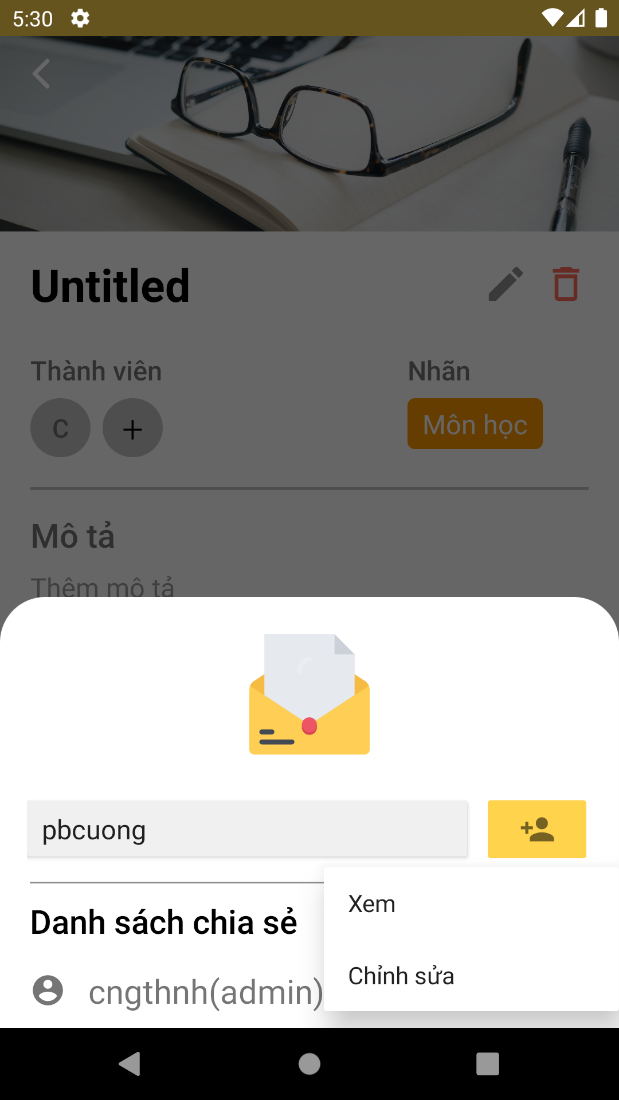 5:30
Untitled
Thành viên
Nhãn
C
Môn học
Mô tả
Thêm mô tả
pbcuong
Danh sách chia sẻ
Xem
Chỉnh sửa
cngthnh(admin)